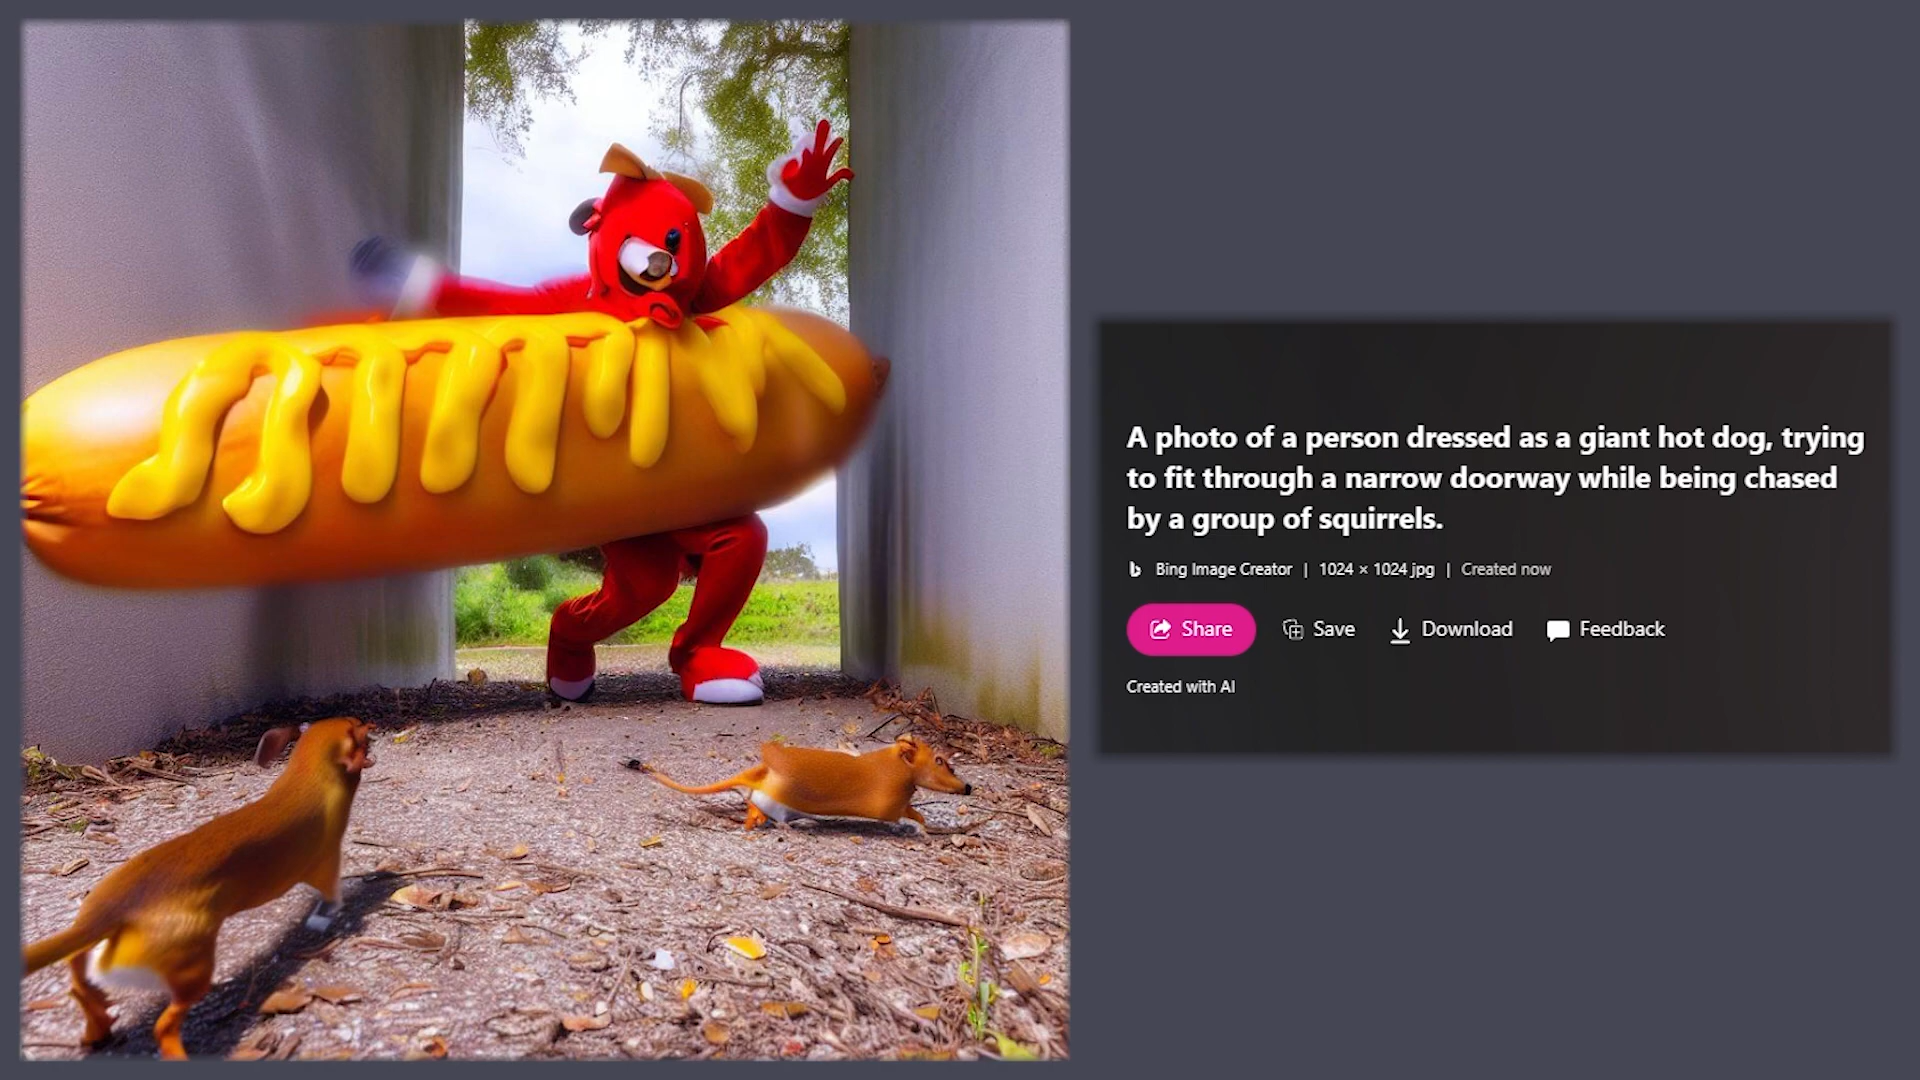 A photo of a person dressed as a giant hot dog, trying
to fit through a narrow doorway while being chased
by a group of squirrels.
Bing Image Creator | 1024 × 1024 jpg | Created now
Share Save Download Feedback
Created with AI